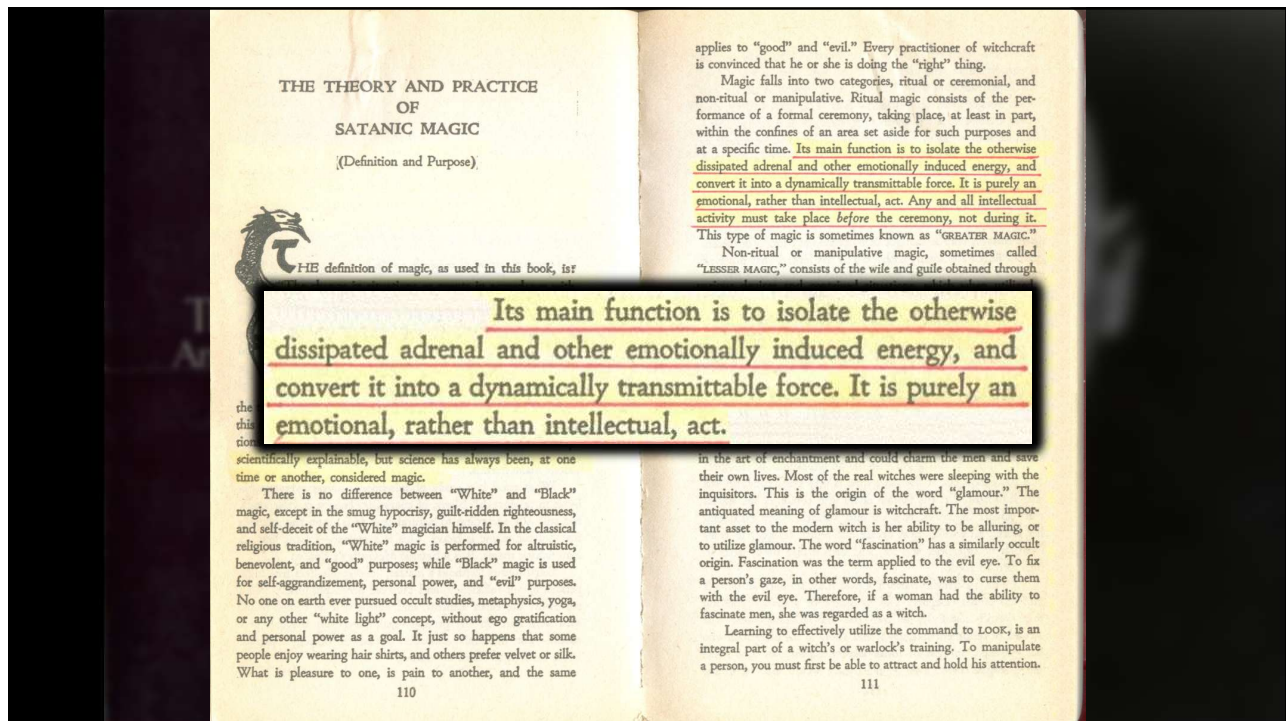 THE THEORY AND PRACTICE
OF
SATANIC MAGIC
(Definition and Purpose)
THE definition of magic, as used in this book, is:
the
this
tion
scientifically explainable, but science has always been, at one
time or another, considered magic.
There is no difference between “White” and “Black”
magic, except in the smug hypocrisy, guilt-ridden righteousness,
and self-deceit of the “White” magician himself. In the classical
religious tradition, “White” magic is performed for altruistic,
benevolent, and “good” purposes; while “Black” magic is used
for self-aggrandizement, personal power, and “evil” purposes.
No one on earth ever pursued occult studies, metaphysics, yoga,
or any other “white light” concept, without ego gratification
and personal power as a goal. It just so happens that some
people enjoy wearing hair shirts, and others prefer velvet or silk.
What is pleasure to one, is pain to another, and the same
110
applies to “good” and “evil.” Every practitioner of witchcraft
is convinced that he or she is doing the “right” thing.
Magic falls into two categories, ritual or ceremonial, and
non-ritual or manipulative. Ritual magic consists of the per-
formance of a formal ceremony, taking place, at least in part,
within the confines of an area set aside for such purposes and
at a specific time. Its main function is to isolate the otherwise
dissipated adrenal and other emotionally induced energy, and
convert it into a dynamically transmittable force. It is purely an
emotional, rather than intellectual, act. Any and all intellectual
activity must take place before the ceremony, not during it.
This type of magic is sometimes known as “GREATER MAGIC.”
Non-ritual or manipulative magic, sometimes called
“LESSER MAGIC,” consists of the wile and guile obtained through
Its main function is to isolate the otherwise
dissipated adrenal and other emotionally induced energy, and
convert it into a dynamically transmittable force. It is purely an
emotional, rather than intellectual, act.
in the art of enchantment and could charm the men and save
their own lives. Most of the real witches were sleeping with the
inquisitors. This is the origin of the word “glamour.” The
antiquated meaning of glamour is witchcraft. The most impor-
tant asset to the modern witch is her ability to be alluring, or
to utilize glamour. The word “fascination” has a similarly occult
origin. Fascination was the term applied to the evil eye. To fix
a person’s gaze, in other words, fascinate, was to curse them
with the evil eye. Therefore, if a woman had the ability to
fascinate men, she was regarded as a witch.
Learning to effectively utilize the command to LOOK, is an
integral part of a witch’s or warlock’s training. To manipulate
a person, you must first be able to attract and hold his attention.
111